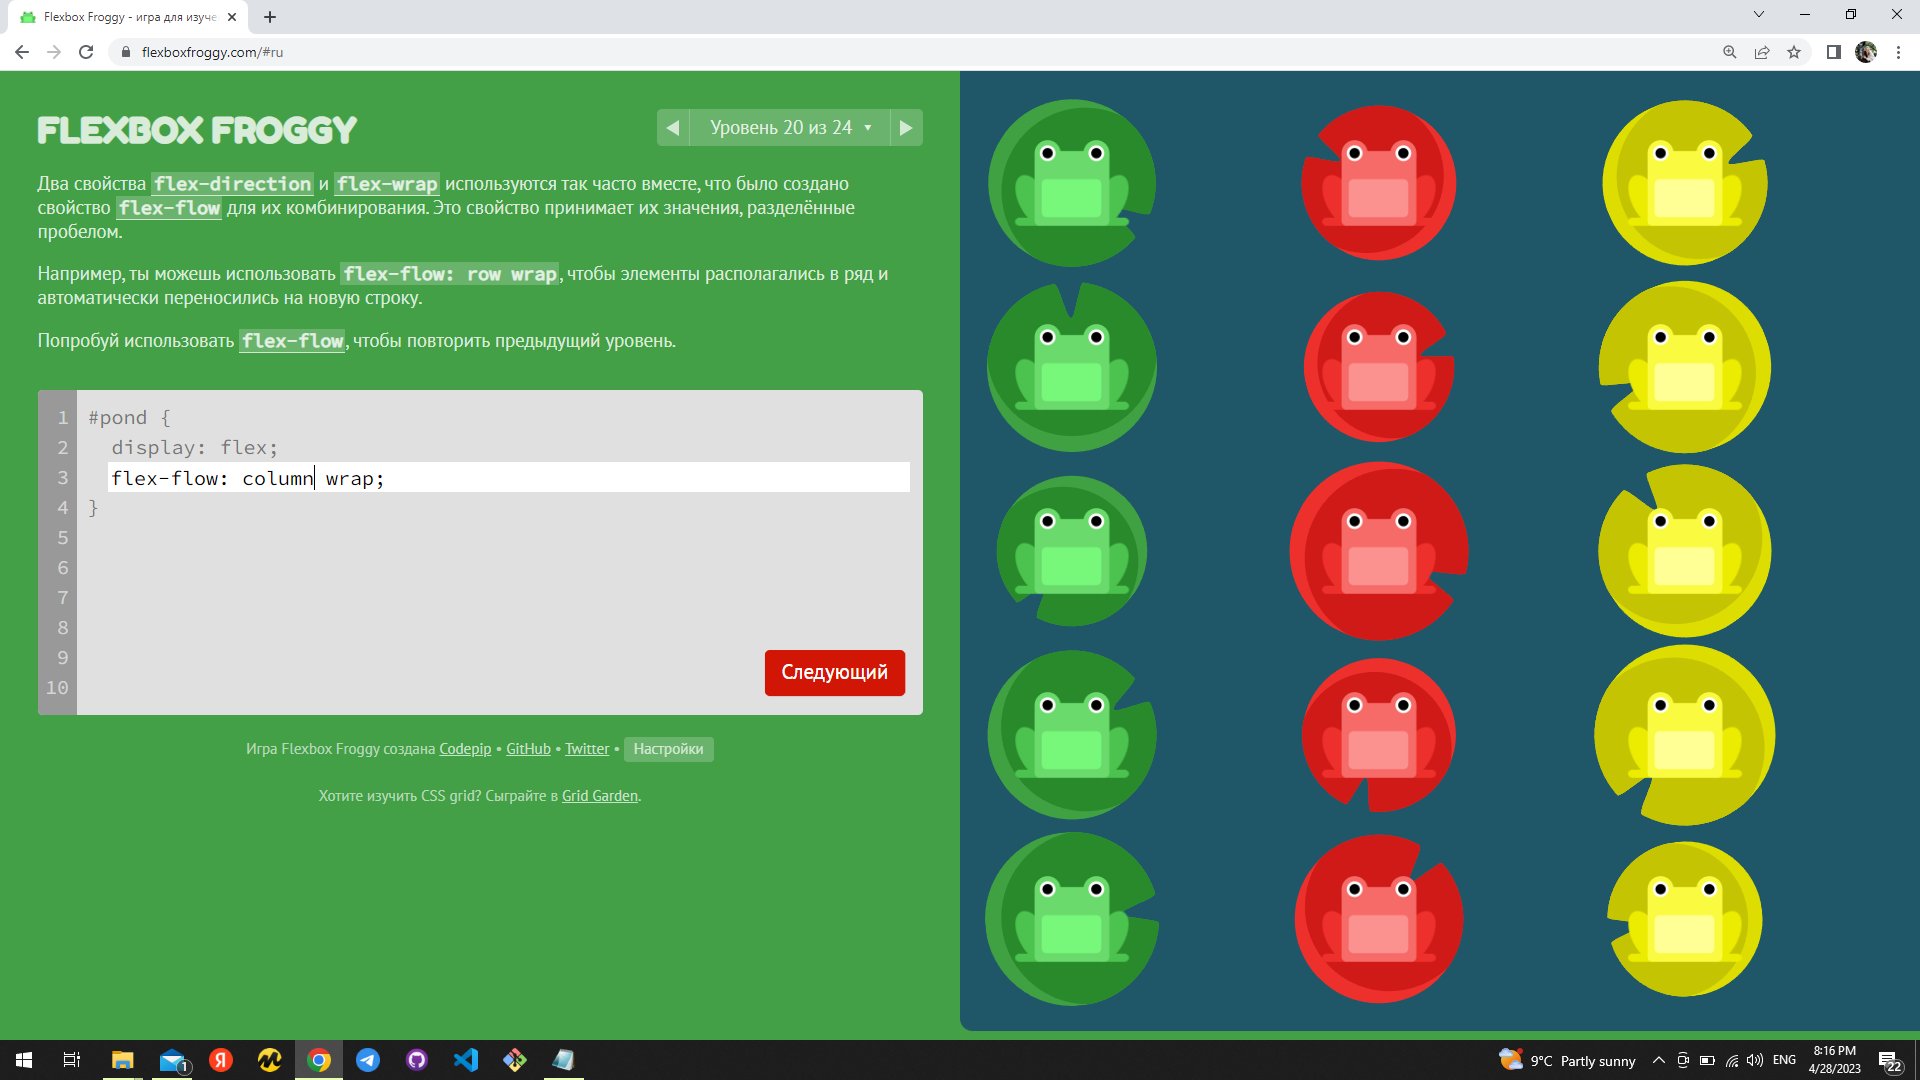 Flexbox Froggy - игра для изуче
flexboxfroggy.com/#ru
FLEXBOX FROGGY
Уровень 20 из 24
Два свойства flex-direction и flex-wrap используются так часто вместе, что было создано
свойство flex-flow для их комбинирования. Это свойство принимает их значения, разделённые
пробелом.
Например, ты можешь использовать flex-flow: row wrap, чтобы элементы располагались в ряд и
автоматически переносились на новую строку.
Попробуй использовать flex-flow, чтобы повторить предыдущий уровень.
1 #pond {
2 display: flex;
3 flex-flow: column wrap;
4 }
5
6
7
8
9
10
Следующий
Игра Flexbox Froggy создана Codepip • GitHub • Twitter • Настройки
Хотите изучить CSS grid? Сыграйте в Grid Garden.
1
Я
9°C Partly sunny
ENG
8:16 PM
4/28/2023
22